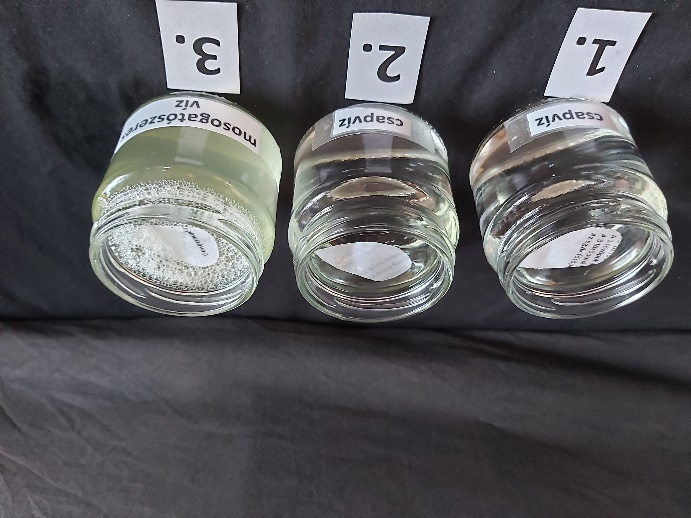 1.
2.
3.
csapvíz
csapvíz
mosogatószeres
víz